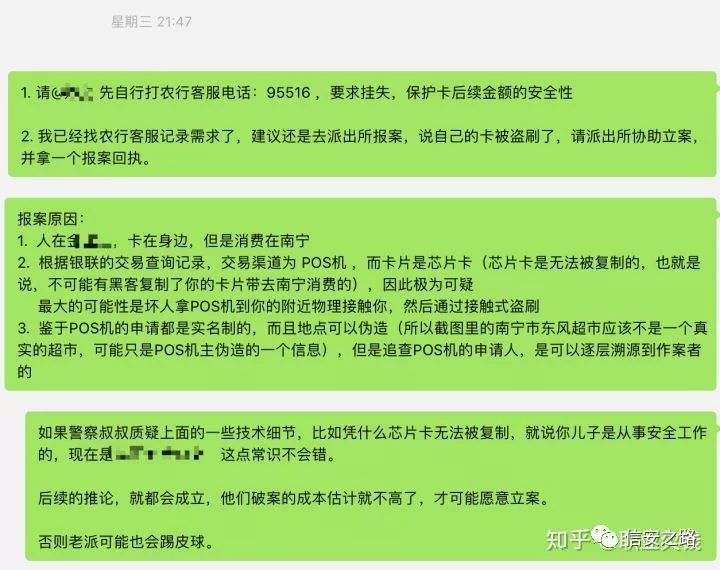 星期三 21:47
1. 请@ 先自行打农行客服电话：95516 ，要求挂失，保护卡后续金额的安全性
2. 我已经找农行客服记录需求了，建议还是去派出所报案，说自己的卡被盗刷了，请派出所协助立案，
并拿一个报案回执。
报案原因：
1. 人在 ，卡在身边，但是消费在南宁
2. 根据银联的交易查询记录，交易渠道为 POS机 ，而卡片是芯片卡（芯片卡是无法被复制的，也就是
说，不可能有黑客复制了你的卡片带去南宁消费的），因此极为可疑
最大的可能性是坏人拿POS机到你的附近物理接触你，然后通过接触式盗刷
3. 鉴于POS机的申请都是实名制的，而且地点可以伪造（所以截图里的南宁市东风超市应该不是一个真
实的超市，可能只是POS机主伪造的一个信息），但是追查POS机的申请人，是可以逐层溯源到作案者
的
如果警察叔叔质疑上面的一些技术细节，比如凭什么芯片卡无法被复制，就说你儿子是从事安全工作
的，现在是 这点常识不会错。
后续的推论，就都会成立，他们破案的成本估计就不高了，才可能愿意立案。
否则老派可能也会踢皮球。
知乎
信安之路